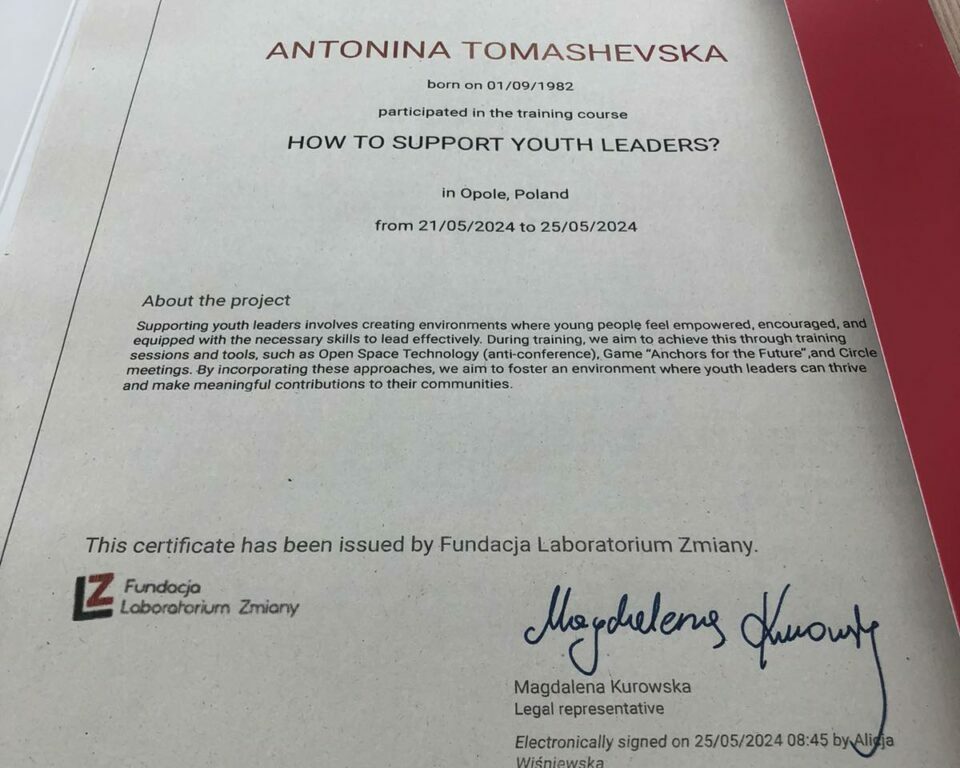 ANTONINA TOMASHEVSKA
born on 01/09/1982
participated in the training course
HOW TO SUPPORT YOUTH LEADERS?
in Opole, Poland
from 21/05/2024 to 25/05/2024
About the project
Supporting youth leaders involves creating environments where young people feel empowered, encouraged, and
equipped with the necessary skills to lead effectively. During training, we aim to achieve this through training
sessions and tools, such as Open Space Technology (anti-conference), Game "Anchors for the Future",and Circle
meetings. By incorporating these approaches, we aim to foster an environment where youth leaders can thrive
and make meaningful contributions to their communities.
This certificate has been issued by Fundacja Laboratorium Zmiany.
LZ
Fundacja
Laboratorium Zmiany
Magdalena Kurowska
Magdalena Kurowska
Legal representative
Electronically signed on 25/05/2024 08:45 by Alicja
Wiśniewska